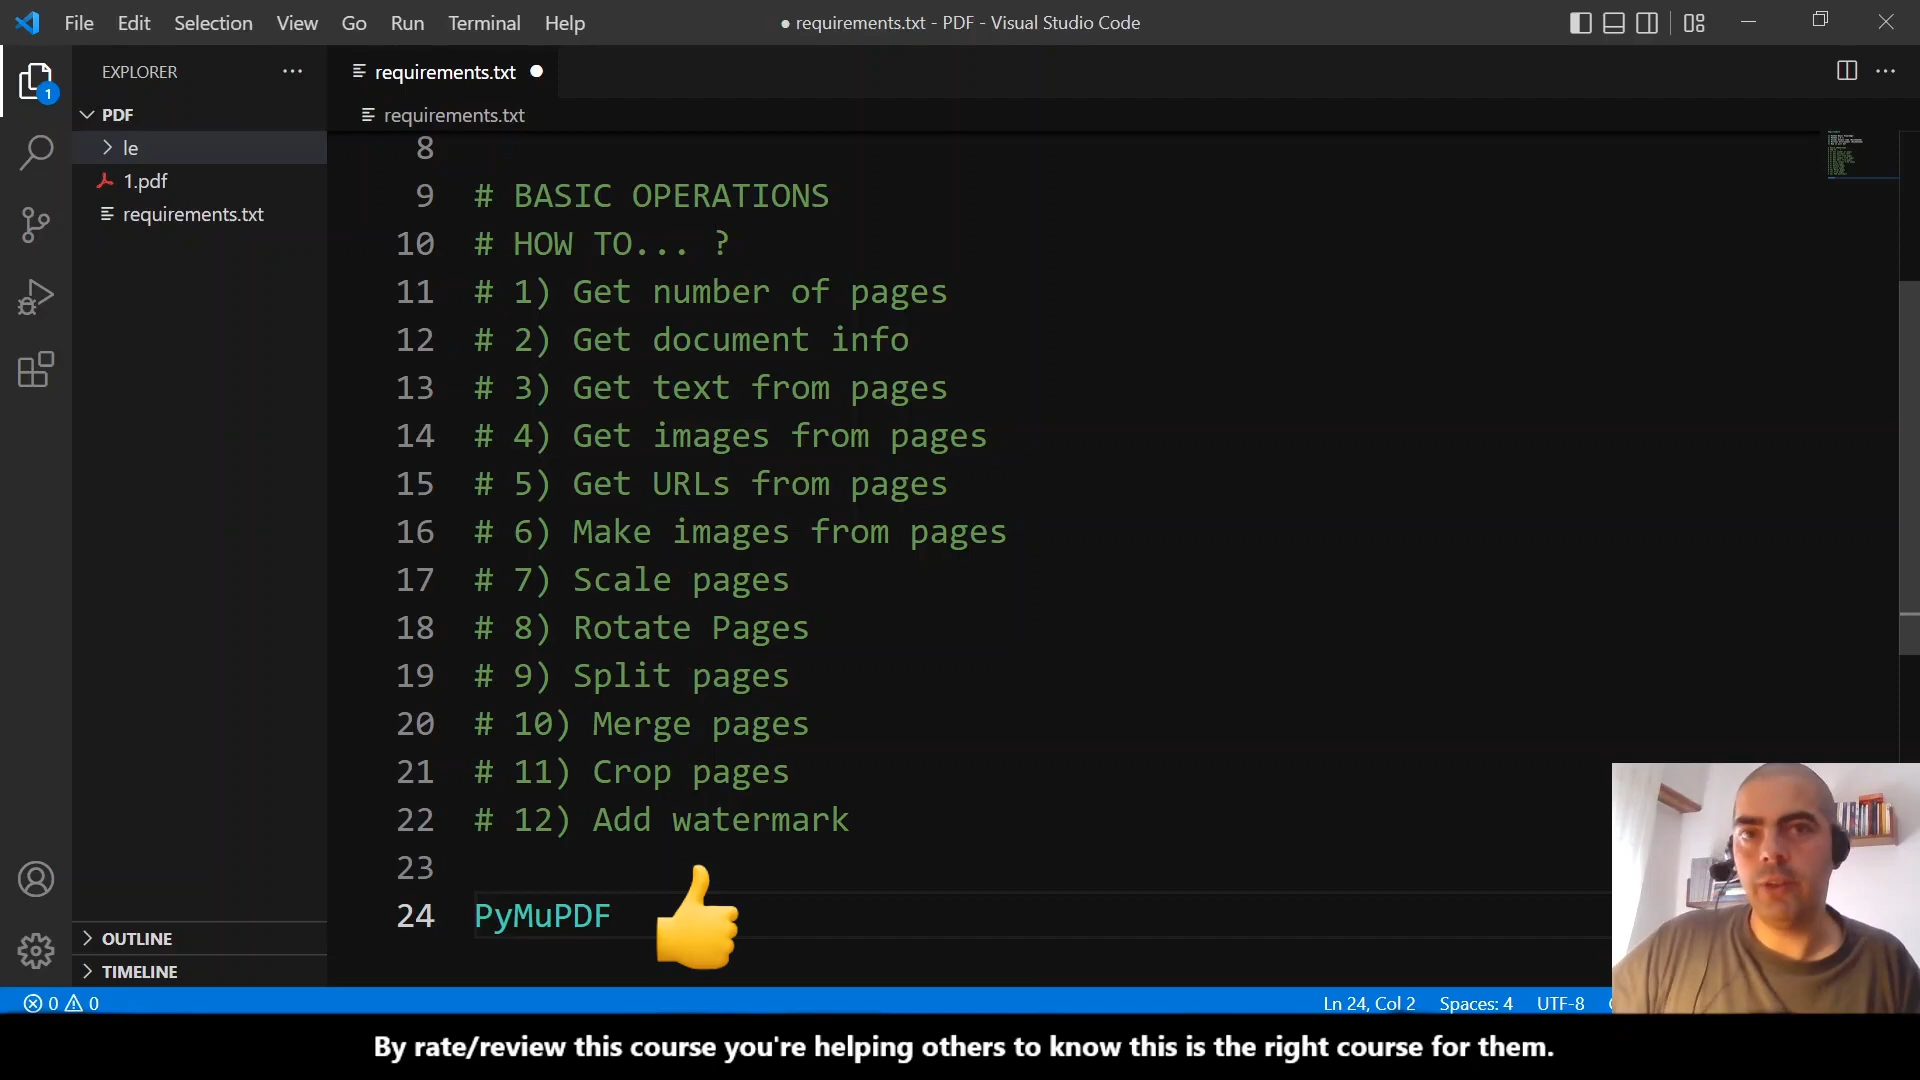 File Edit Selection View Go Run Terminal Help
● requirements.txt - PDF - Visual Studio Code
EXPLORER
1
PDF
le
1.pdf
requirements.txt
OUTLINE
TIMELINE
requirements.txt
requirements.txt
8
9 # BASIC OPERATIONS
10 # HOW TO... ?
11 # 1) Get number of pages
12 # 2) Get document info
13 # 3) Get text from pages
14 # 4) Get images from pages
15 # 5) Get URLs from pages
16 # 6) Make images from pages
17 # 7) Scale pages
18 # 8) Rotate Pages
19 # 9) Split pages
20 # 10) Merge pages
21 # 11) Crop pages
22 # 12) Add watermark
23
24 PyMuPDF
0 0
Ln 24, Col 2 Spaces: 4 UTF-8
By rate/review this course you're helping others to know this is the right course for them.